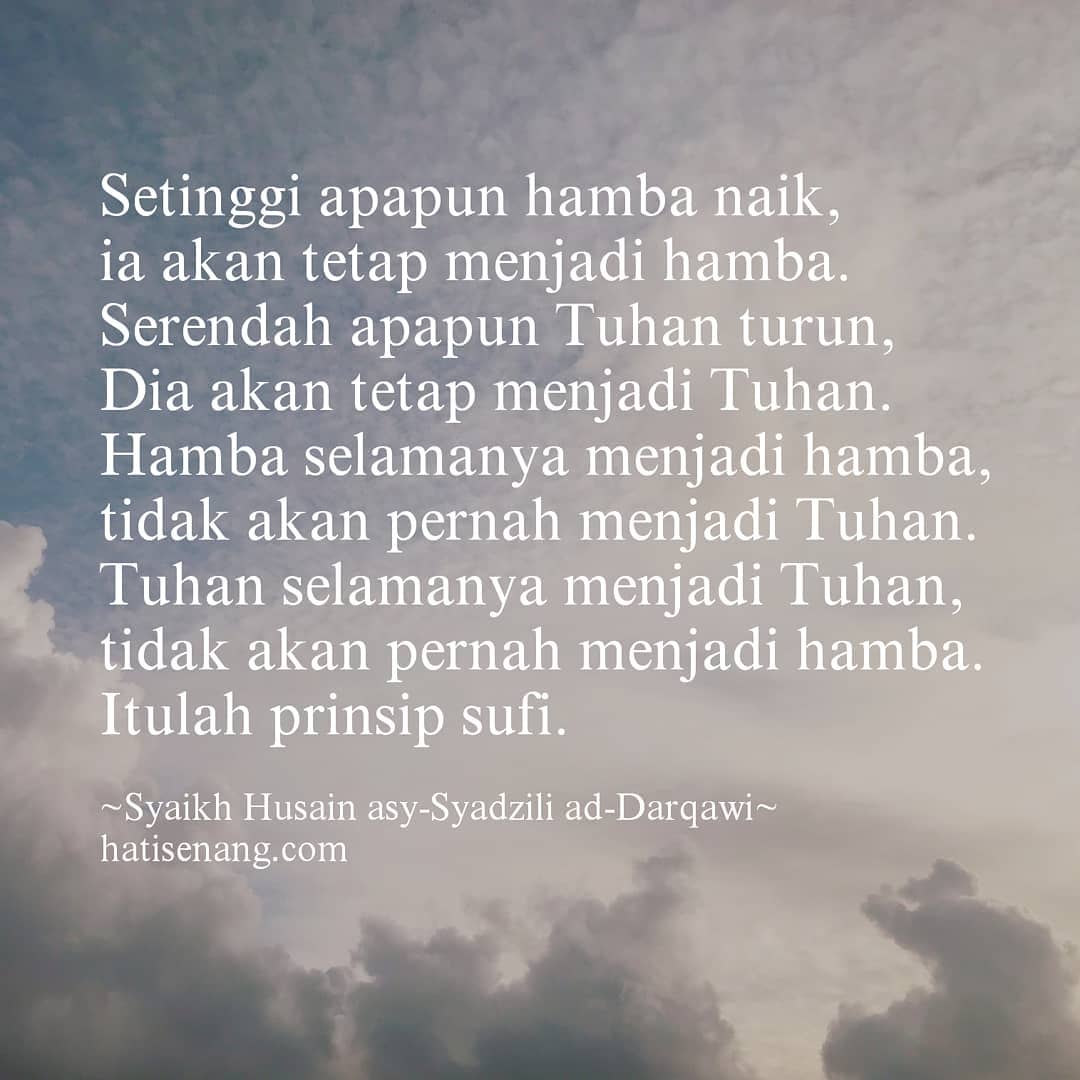 Setinggi apapun hamba naik,
ia akan tetap menjadi hamba.
Serendah apapun Tuhan turun,
Dia akan tetap menjadi Tuhan.
Hamba selamanya menjadi hamba,
tidak akan pernah menjadi Tuhan.
Tuhan selamanya menjadi Tuhan,
tidak akan pernah menjadi hamba.
Itulah prinsip sufi.
~Syaikh Husain asy-Syadzili ad-Darqawi~
hatisenang.com